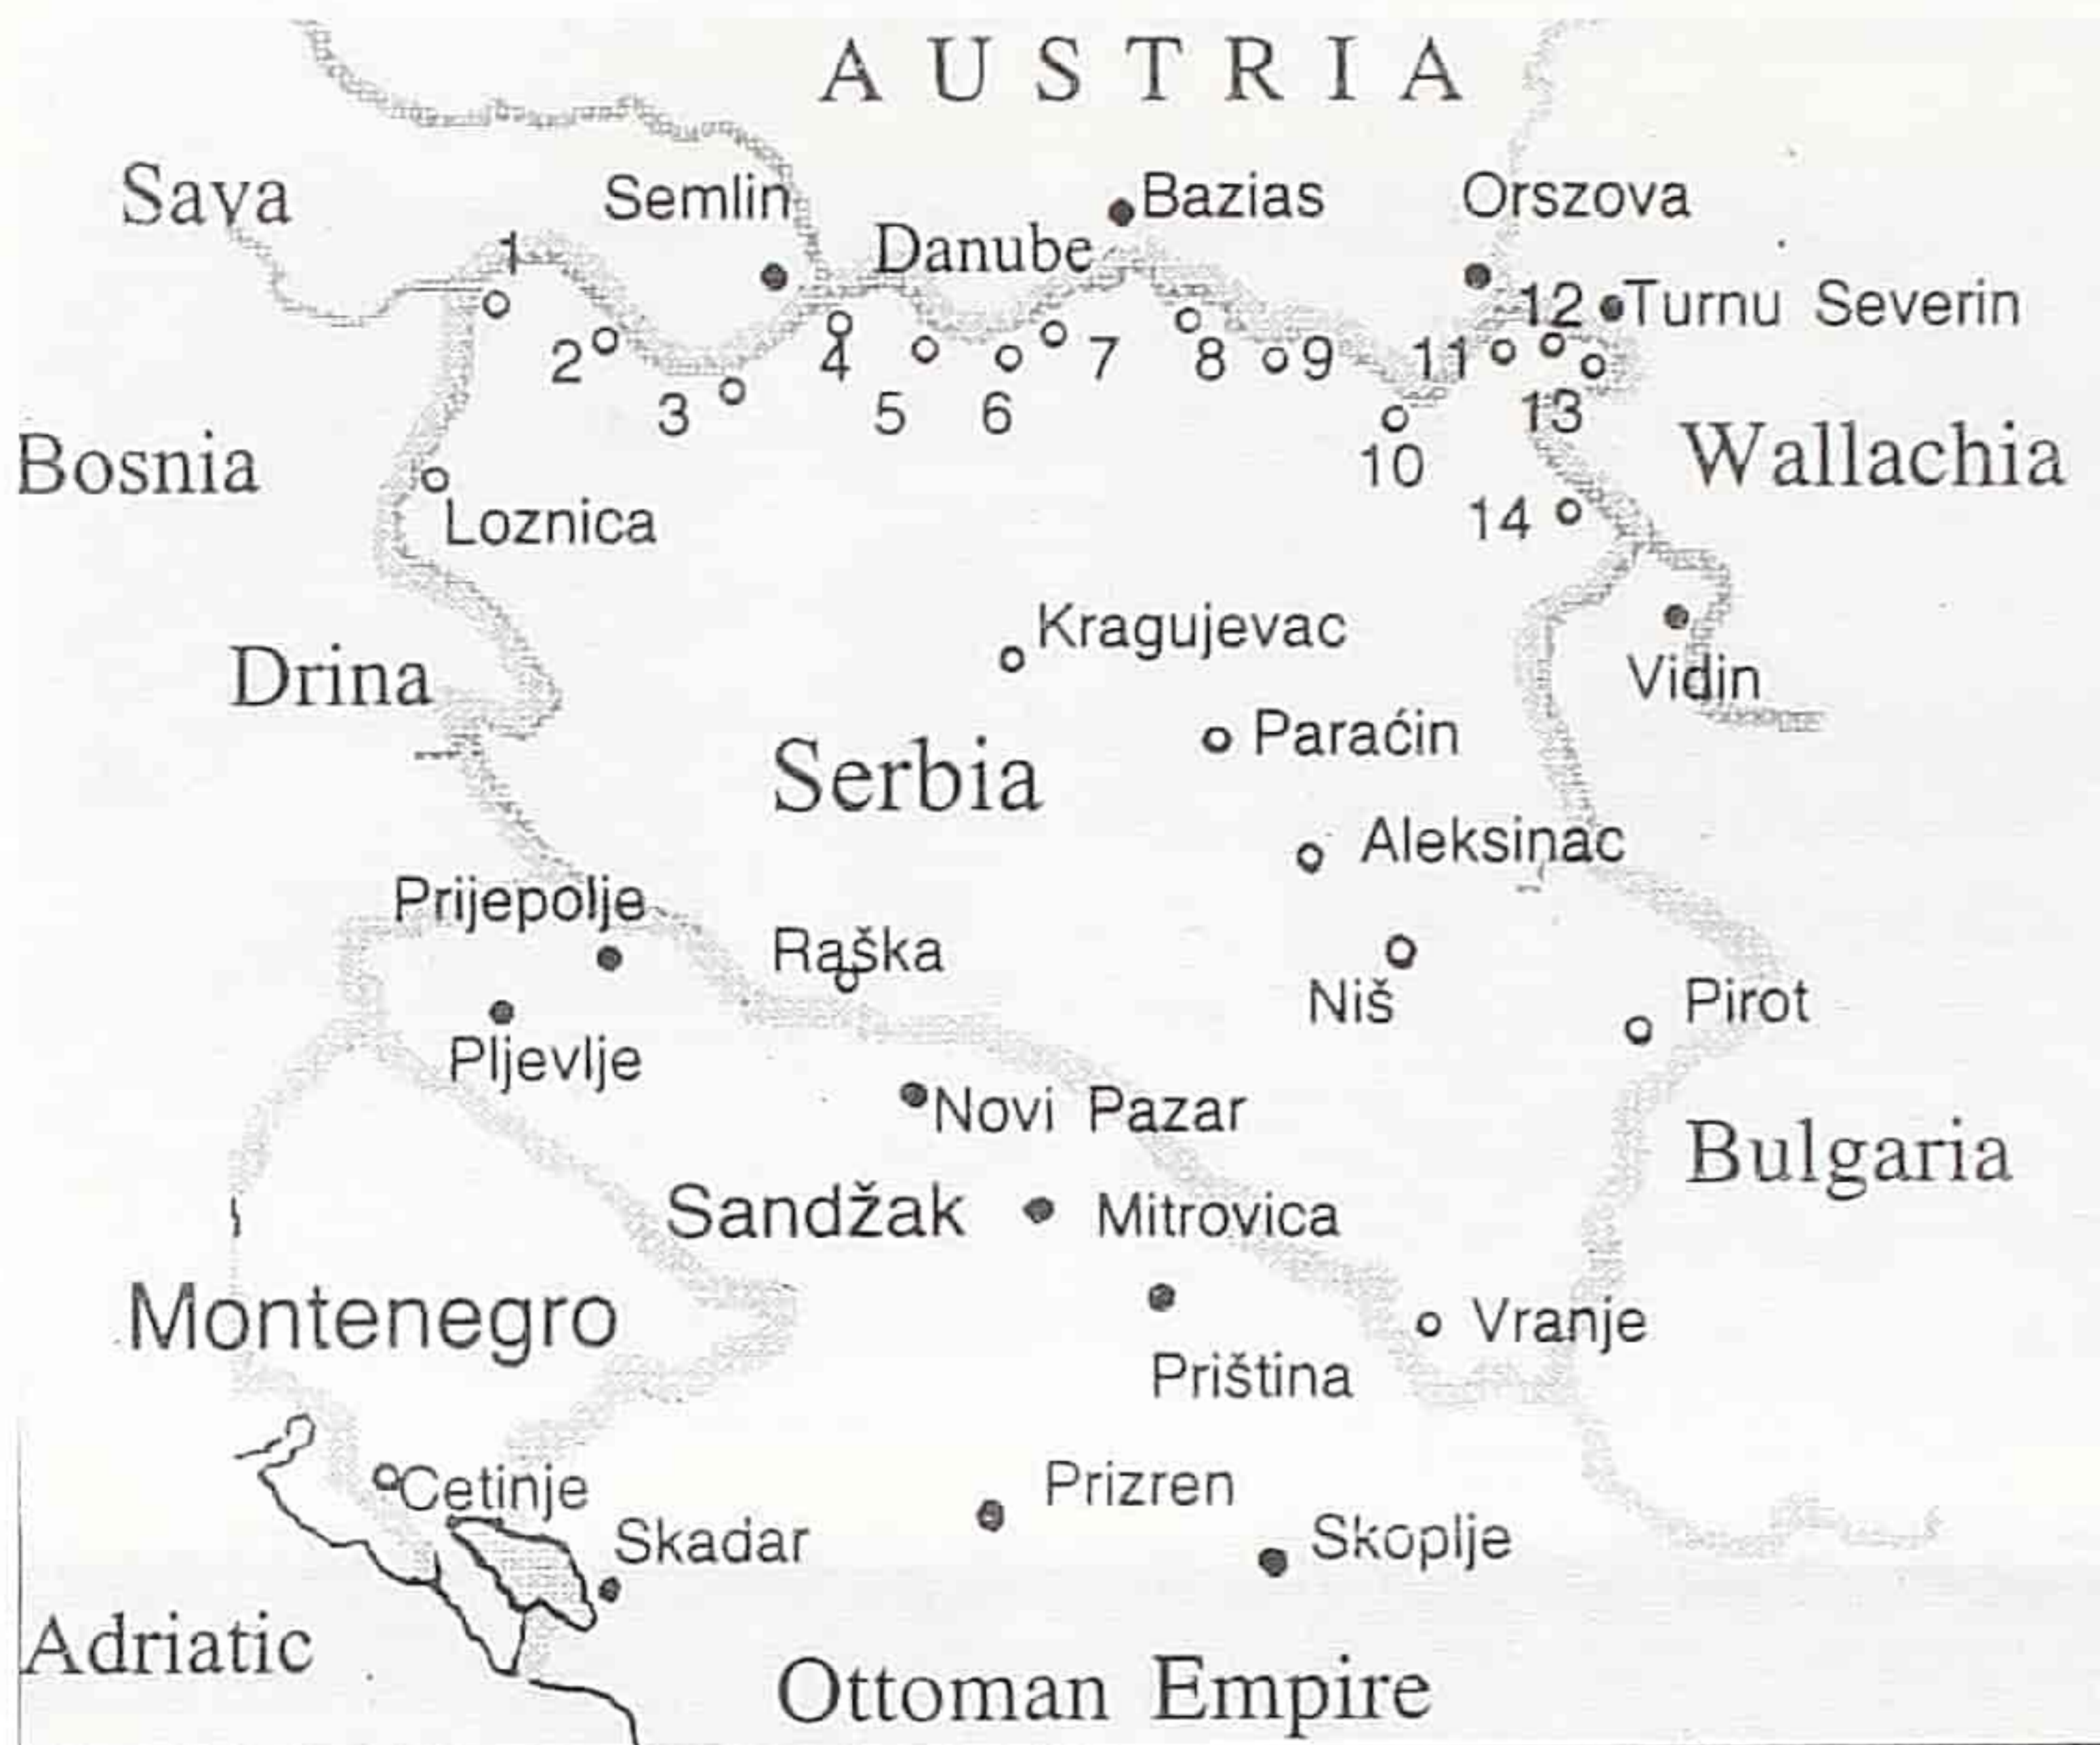 AUSTRIA
Sava
Semlin
Bazias
Orszova
Danube
1
12
Turnu Severin
2
3
4
5
6
7
8
9
10
11
13
14
Bosnia
Loznica
Wallachia
Kragujevac
Drina
Vidin
Paraćin
Serbia
Aleksinac
Prijepolje
Raška
Niš
Pirot
Pljevlje
Novi Pazar
Bulgaria
Sandžak
Mitrovica
Montenegro
Vranje
Priština
Cetinje
Prizren
Skadar
Skoplje
Adriatic
Ottoman Empire